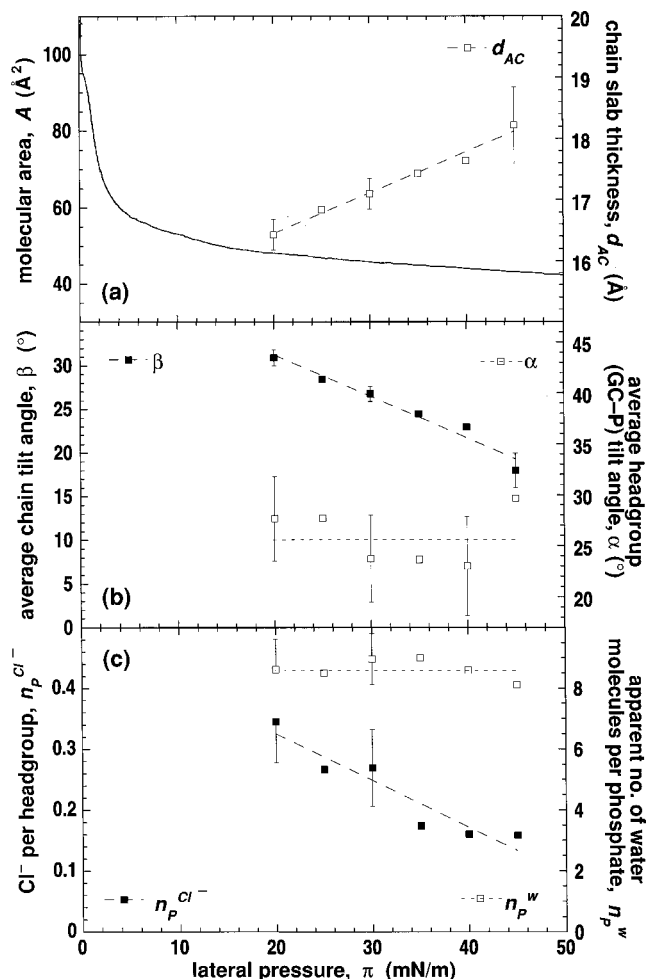 100
80
60
40
molecular area, A (Å²)
20
19
18
17
16
15
chain slab thickness, d_AC (Å)
d_AC
(a)
30
25
20
15
10
5
0
average chain tilt angle, β (°)
β
α
45
40
35
30
25
20
average headgroup
(GC–P) tilt angle, α (°)
(b)
(c)
0.4
0.3
0.2
0.1
0
Cl⁻ per headgroup, n_P^Cl⁻
8
6
4
2
0
apparent no. of water
molecules per phosphate, n_P^w
n_P^Cl⁻
n_P^w
0 10 20 30 40 50
lateral pressure, π (mN/m)